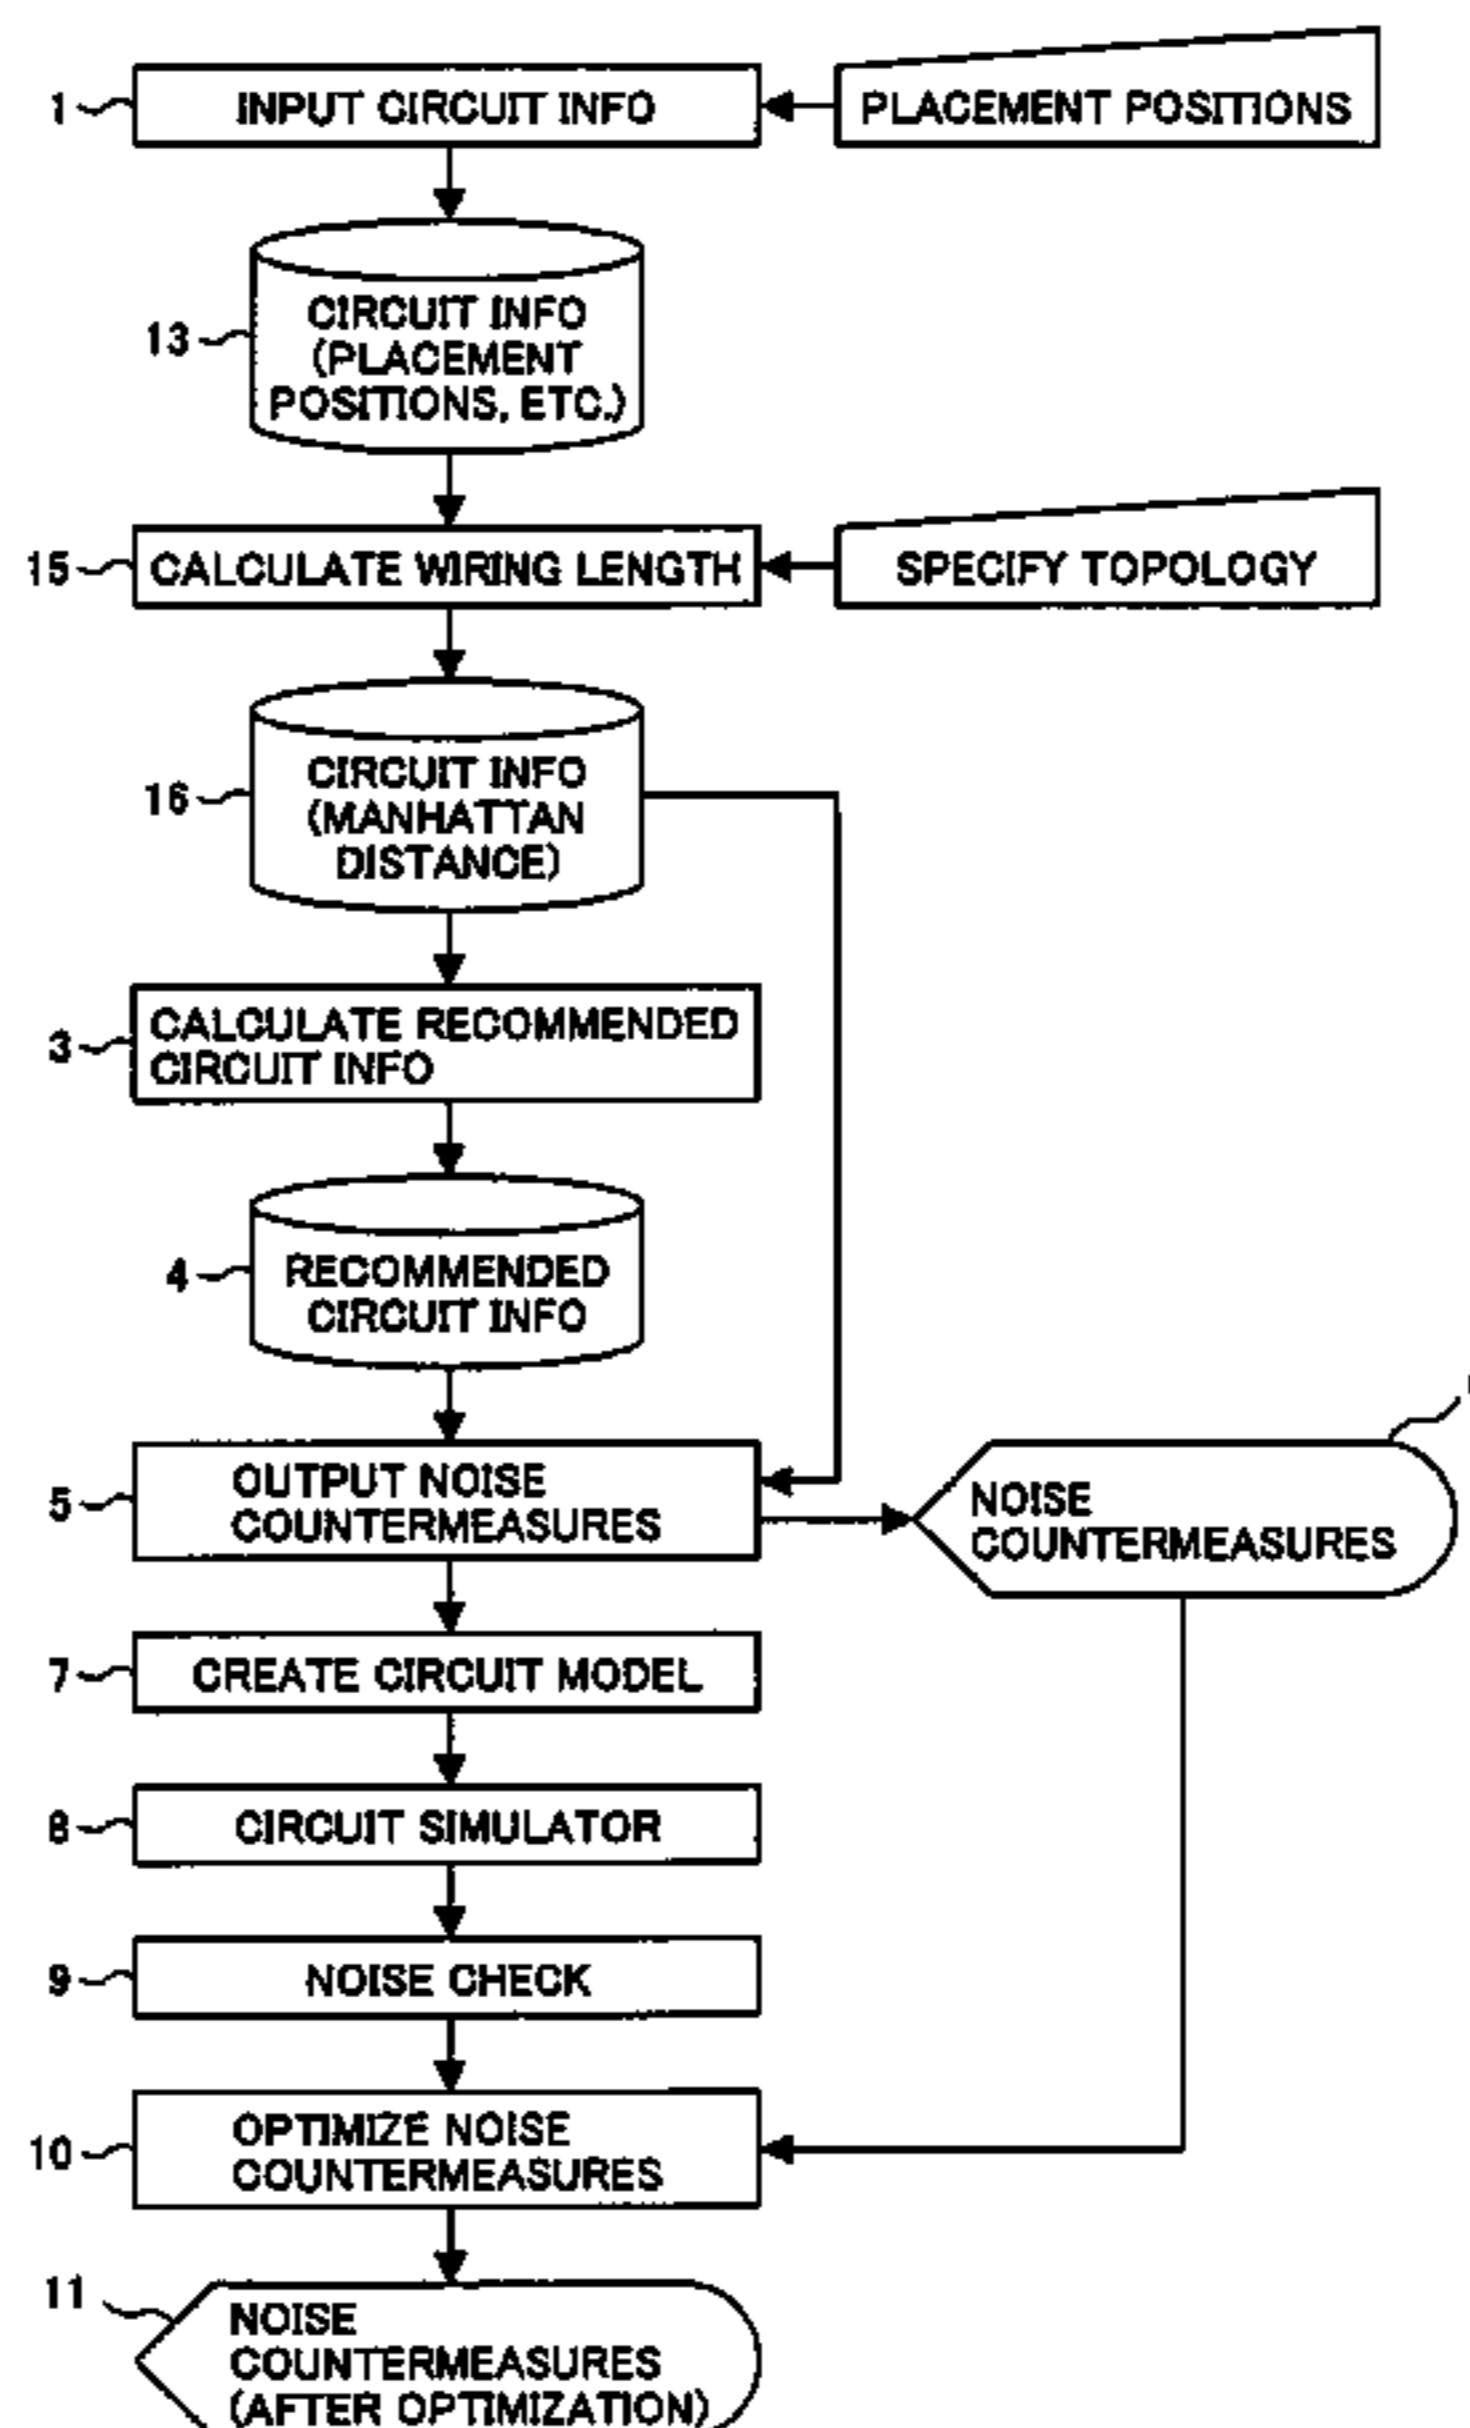 1
INPUT CIRCUIT INFO
PLACEMENT POSITIONS
13
CIRCUIT INFO
(PLACEMENT
POSITIONS, ETC.)
15
CALCULATE WIRING LENGTH
SPECIFY TOPOLOGY
16
CIRCUIT INFO
(MANHATTAN
DISTANCE)
3
CALCULATE RECOMMENDED
CIRCUIT INFO
4
RECOMMENDED
CIRCUIT INFO
5
OUTPUT NOISE
COUNTERMEASURES
NOISE
COUNTERMEASURES
7
CREATE CIRCUIT MODEL
8
CIRCUIT SIMULATOR
9
NOISE CHECK
10
OPTIMIZE NOISE
COUNTERMEASURES
11
NOISE
COUNTERMEASURES
(AFTER OPTIMIZATION)